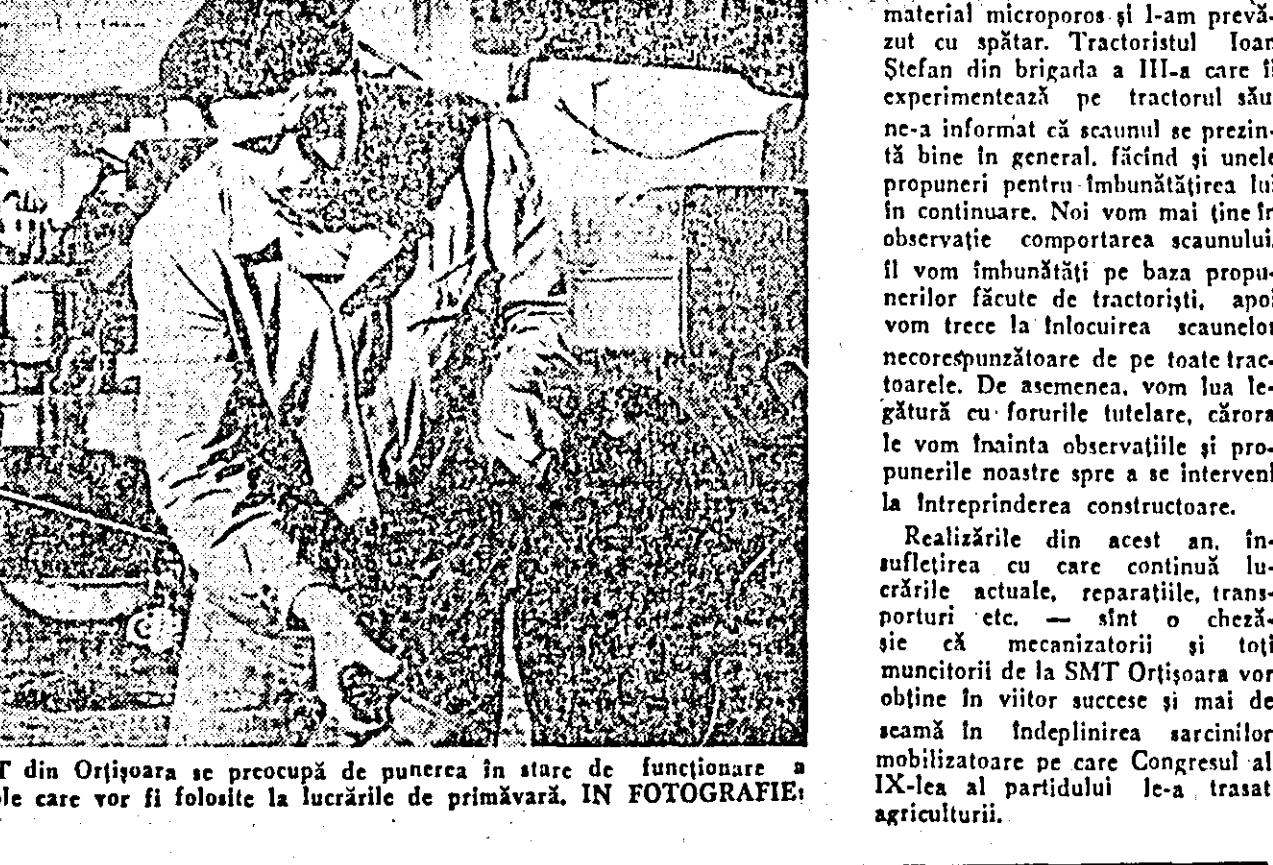 T din Orțișoara se preocupă de punerea în stare de funcționare a
le care vor fi folosite la lucrările de primăvară. IN FOTOGRAFIE:
material microporos și l-am prevă-
zut cu spătar. Tractoristul Ioan
Ștefan din brigada a III-a care îl
experimentează pe tractorul său
ne-a informat că scaunul se prezin-
tă bine în general. făcînd și unele
propuneri pentru îmbunătățirea lui
în continuare. Noi vom mai ține în
observație comportarea scaunului.
îl vom îmbunătăți pe baza propu-
nerilor făcute de tractoriști, apoi
vom trece la înlocuirea scaunelor
necorespunzătoare de pe toate trac-
toarele. De asemenea, vom lua le-
gătură cu forurile tutelare, cărora
le vom înainta observațiile și pro-
punerile noastre spre a se interveni
la întreprinderea constructoare.
Realizările din acest an, în-
suflețirea cu care continuă lu-
crările actuale, reparațiile, trans-
porturi etc. — sînt o cheză-
șie că mecanizatorii și toți
muncitorii de la SMT Orțișoara vor
obține în viitor succese și mai de
seamă în îndeplinirea sarcinilor
mobilizatoare pe care Congresul al
IX-lea al partidului le-a trasat
agriculturii.